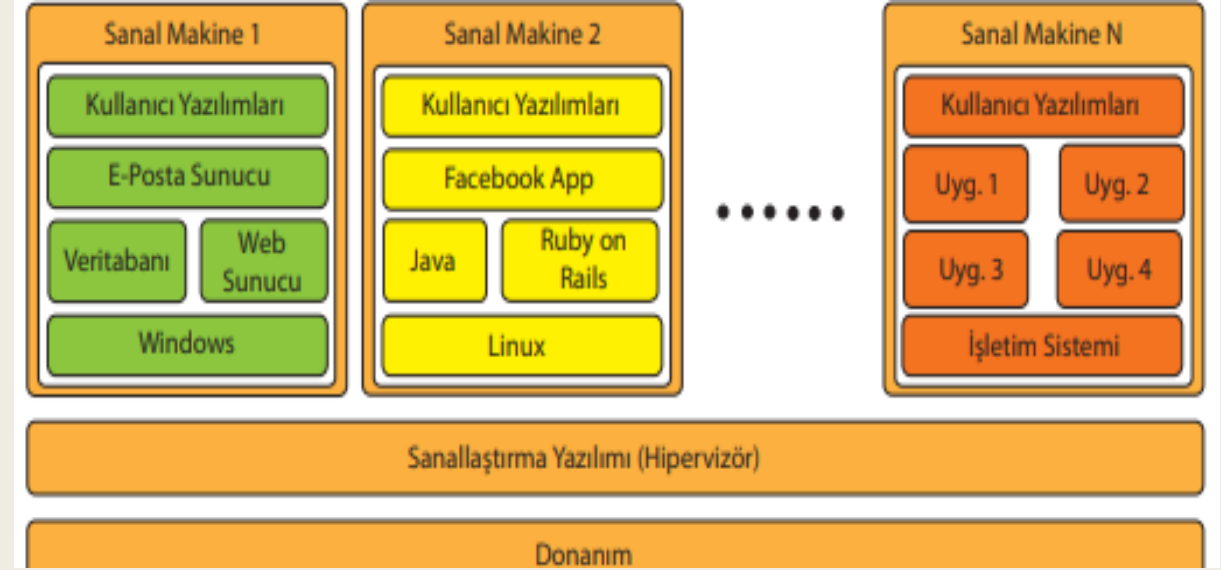 Sanal Makine 1
Kullanıcı Yazılımları
E-Posta Sunucu
Veritabanı
Web
Sunucu
Windows
Sanal Makine 2
Kullanıcı Yazılımları
Facebook App
Java
Ruby on
Rails
Linux
......
Sanal Makine N
Kullanıcı Yazılımları
Uyg. 1
Uyg. 2
Uyg. 3
Uyg. 4
İşletim Sistemi
Sanallaştırma Yazılımı (Hipervizör)
Donanım